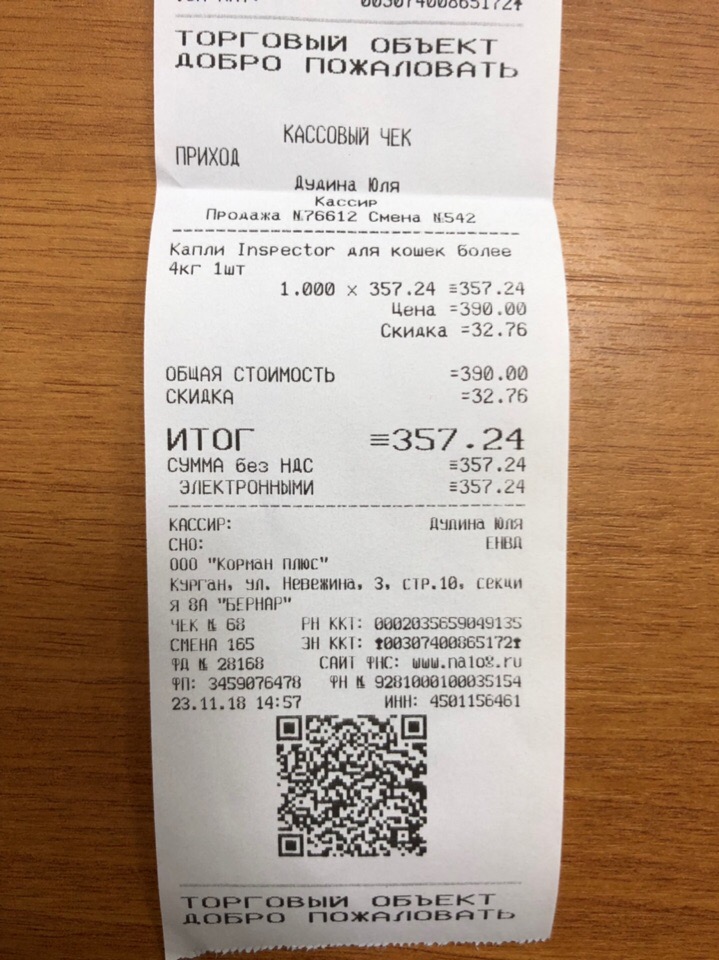 ТОРГОВЫЙ ОБЪЕКТ
ДОБРО ПОЖАЛОВАТЬ
КАССОВЫЙ ЧЕК
ПРИХОД
Дудина Юля
Кассир
Продажа №76612 Смена №542
Капли Inspector для кошек более
4кг 1шт
1.000 x 357.24 ≡357.24
Цена =390.00
Скидка =32.76
ОБЩАЯ СТОИМОСТЬ =390.00
СКИДКА =32.76
ИТОГ ≡357.24
СУММА без НДС ≡357.24
ЭЛЕКТРОННЫМИ ≡357.24
КАССИР: Дудина Юля
СНО: ЕНВД
ООО "Корман плюс"
Курган, ул. Невежина, 3, стр.10, секци
я 8А "БЕРНАР"
ЧЕК № 68 РН ККТ: 0002035659049135
СМЕНА 165 ЗН ККТ: 00307400865172
ФД № 28168 САЙТ ФНС: www.nalog.ru
ФП: 3459076478 ФН № 9281000100035154
23.11.18 14:57 ИНН: 4501156461
ТОРГОВЫЙ ОБЪЕКТ
ДОБРО ПОЖАЛОВАТЬ